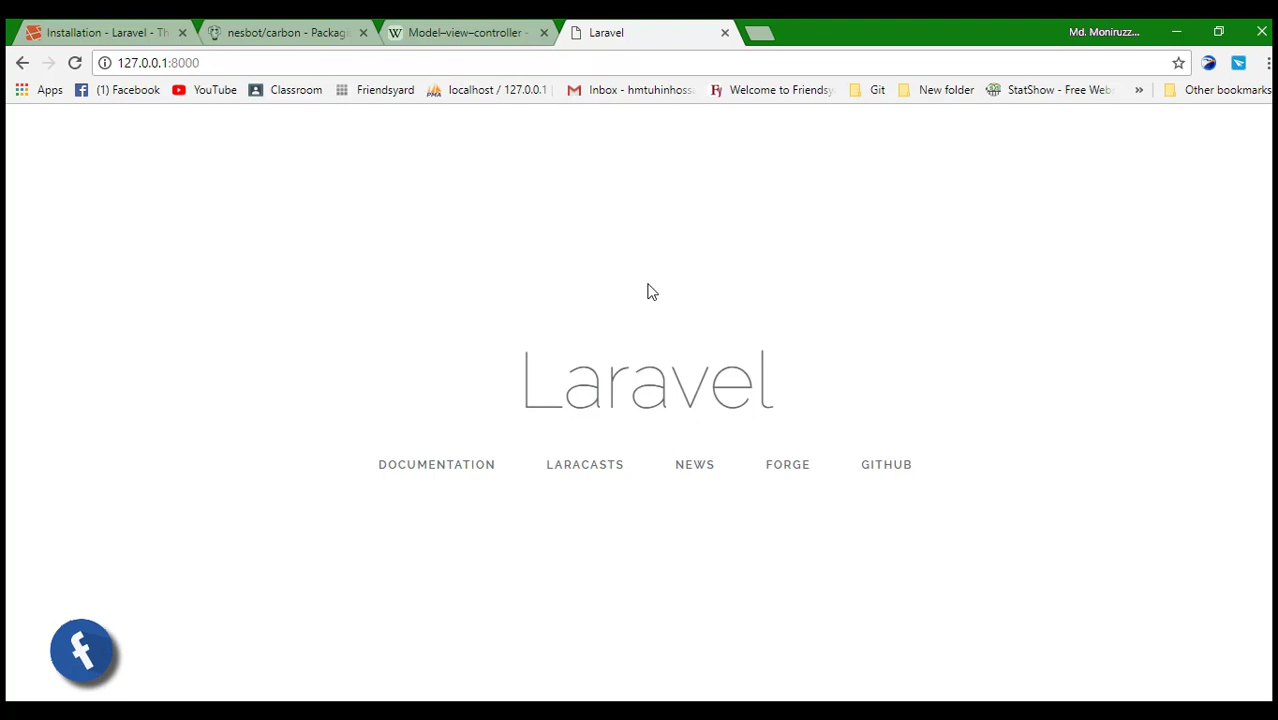 Installation - Laravel - Th
nesbot/carbon - Packag
Model–view–controller -
Laravel
Md. Moniruzz...
127.0.0.1:8000
Apps
(1) Facebook
YouTube
Classroom
Friendsyard
localhost / 127.0.0.1
Inbox - hmtuhinhoss
Welcome to Friendsy
Git
New folder
StatShow - Free Webs
»
Other bookmarks
Laravel
DOCUMENTATION
LARACASTS
NEWS
FORGE
GITHUB